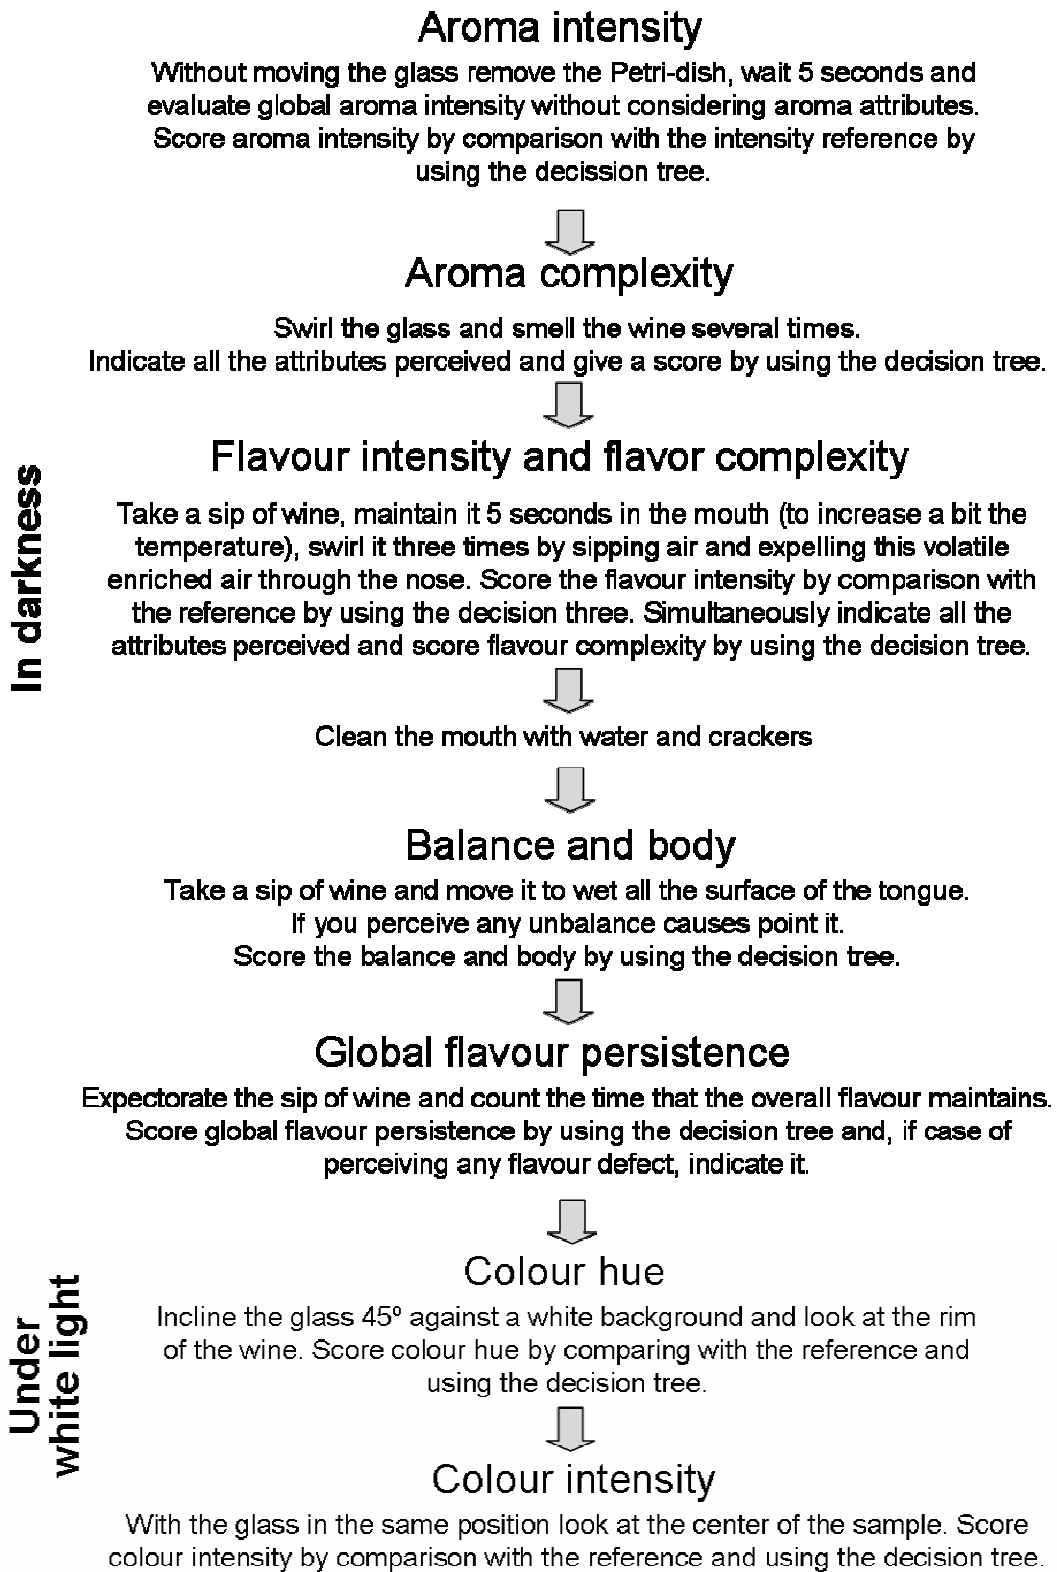 Aroma intensity
Without moving the glass remove the Petri-dish, wait 5 seconds and
evaluate global aroma intensity without considering aroma attributes.
Score aroma intensity by comparison with the intensity reference by
using the decission tree.
Aroma complexity
Swirl the glass and smell the wine several times.
Indicate all the attributes perceived and give a score by using the decision tree.
In darkness
Flavour intensity and flavor complexity
Take a sip of wine, maintain it 5 seconds in the mouth (to increase a bit the
temperature), swirl it three times by sipping air and expelling this volatile
enriched air through the nose. Score the flavour intensity by comparison with
the reference by using the decision three. Simultaneously indicate all the
attributes perceived and score flavour complexity by using the decision tree.
Clean the mouth with water and crackers
Balance and body
Take a sip of wine and move it to wet all the surface of the tongue.
If you perceive any unbalance causes point it.
Score the balance and body by using the decision tree.
Global flavour persistence
Expectorate the sip of wine and count the time that the overall flavour maintains.
Score global flavour persistence by using the decision tree and, if case of
perceiving any flavour defect, indicate it.
Under
white light
Colour hue
Incline the glass 45º against a white background and look at the rim
of the wine. Score colour hue by comparing with the reference and
using the decision tree.
Colour intensity
With the glass in the same position look at the center of the sample. Score
colour intensity by comparison with the reference and using the decision tree.